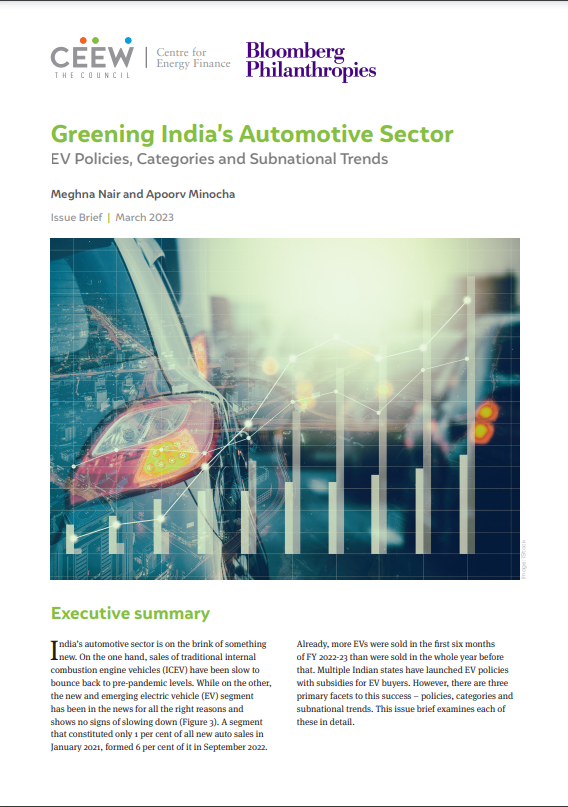 CEEW
THE COUNCIL
Centre for
Energy Finance
Bloomberg
Philanthropies
Greening India's Automotive Sector
EV Policies, Categories and Subnational Trends
Meghna Nair and Apoorv Minocha
Issue Brief | March 2023
Image: iStock
Executive summary
India's automotive sector is on the brink of something
new. On the one hand, sales of traditional internal
combustion engine vehicles (ICEV) have been slow to
bounce back to pre-pandemic levels. While on the other,
the new and emerging electric vehicle (EV) segment
has been in the news for all the right reasons and
shows no signs of slowing down (Figure 3). A segment
that constituted only 1 per cent of all new auto sales in
January 2021, formed 6 per cent of it in September 2022.
Already, more EVs were sold in the first six months
of FY 2022-23 than were sold in the whole year before
that. Multiple Indian states have launched EV policies
with subsidies for EV buyers. However, there are three
primary facets to this success – policies, categories and
subnational trends. This issue brief examines each of
these in detail.